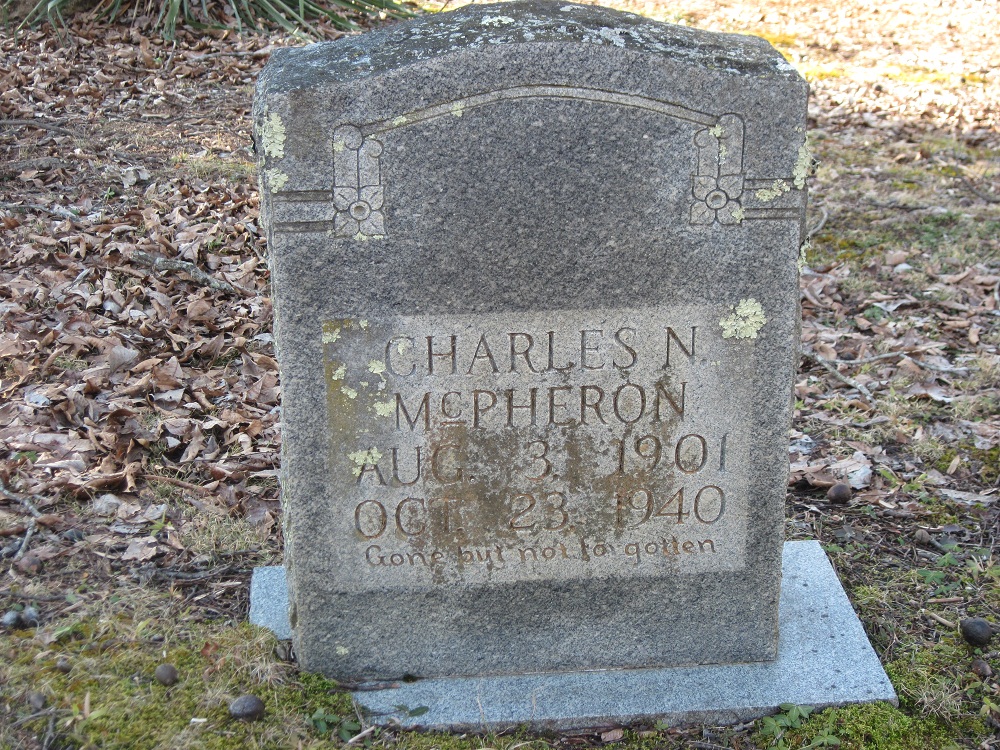 CHARLES N
McPHERON
AUG. 3, 1901
OCT. 23 1940
Gone but not forgotten